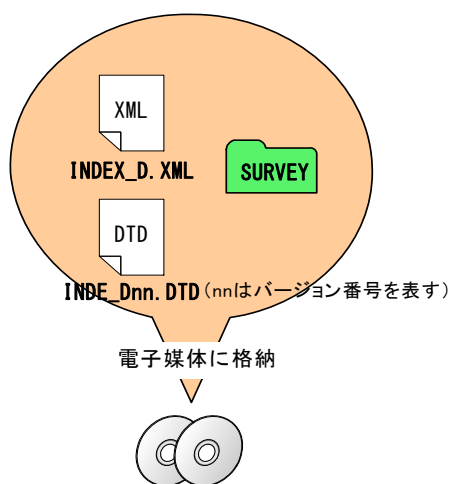 XML
INDEX_D.XML
SURVEY
DTD
INDE_Dnn.DTD(nnはバージョン番号を表す)
電子媒体に格納